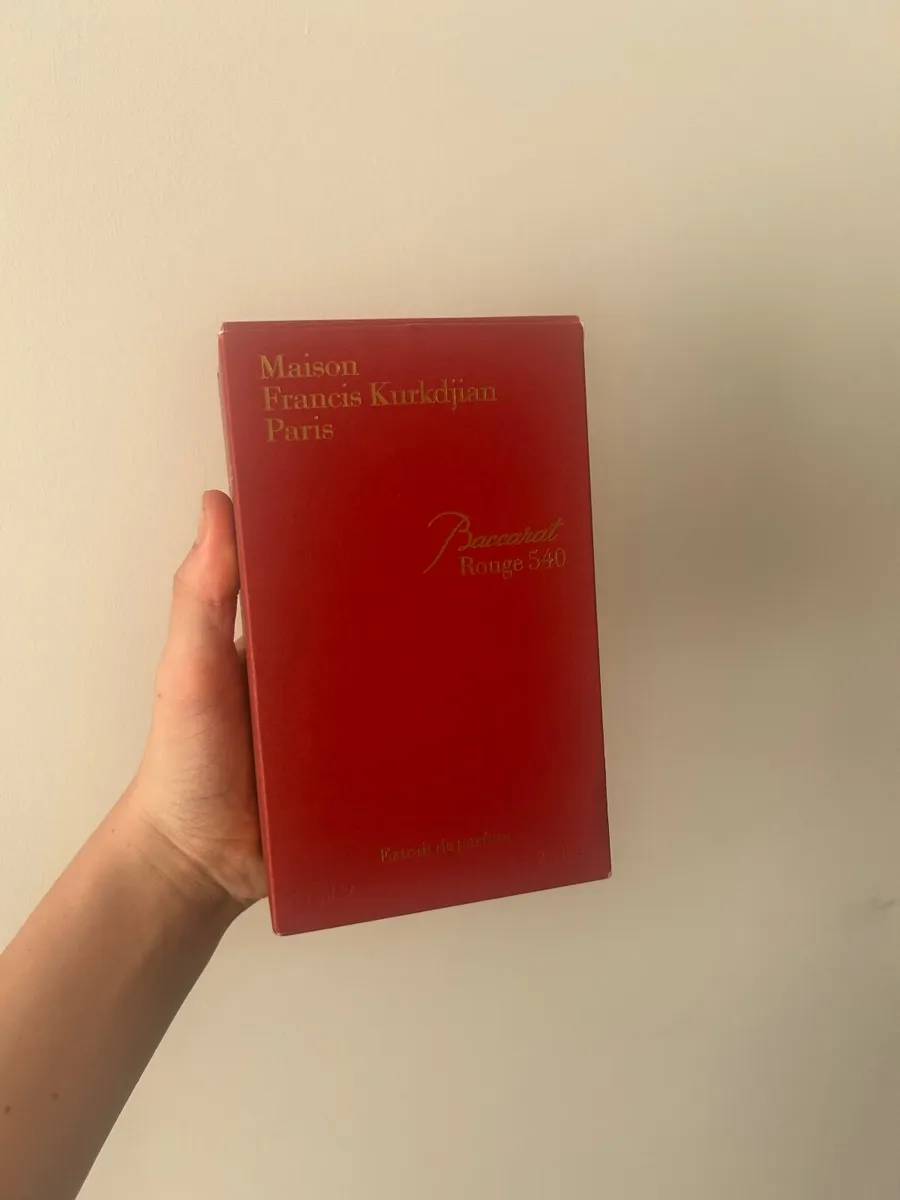 Maison
Francis Kurkdjian
Paris
Baccarat
Rouge 540
Extrait de parfum